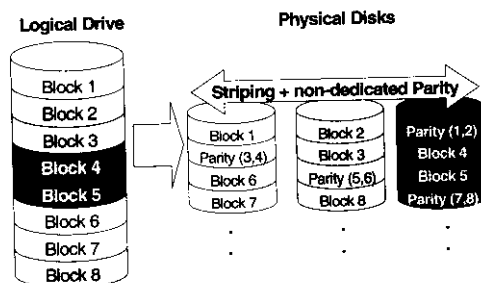 Logical Drive
Physical Disks
Striping + non-dedicated Parity
Block 1
Block 2
Block 3
Block 4
Block 5
Block 6
Block 7
Block 8
Block 1
Parity (3,4)
Block 6
Block 7
Block 2
Block 3
Parity (5,6)
Block 8
Parity (1,2)
Block 4
Block 5
Parity (7,8)